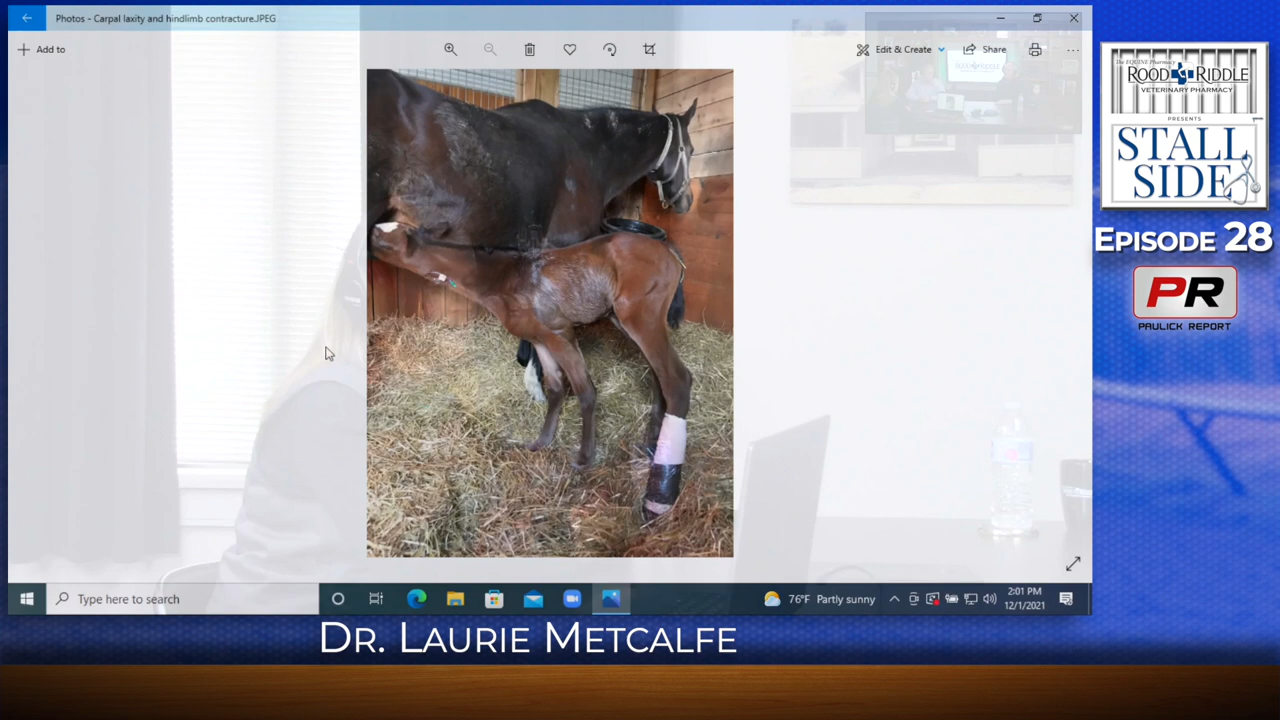 Photos - Carpal laxity and hindlimb contracture.JPEG
Add to
Edit & Create
Share
ROOD & RIDDLE
The EQUINE Pharmacy
ROOD RIDDLE
VETERINARY PHARMACY
PRESENTS
STALL
SIDE
EPISODE 28
PR
PAULICK REPORT
Type here to search
76°F Partly sunny
2:01 PM
12/1/2021
DR. LAURIE METCALFE